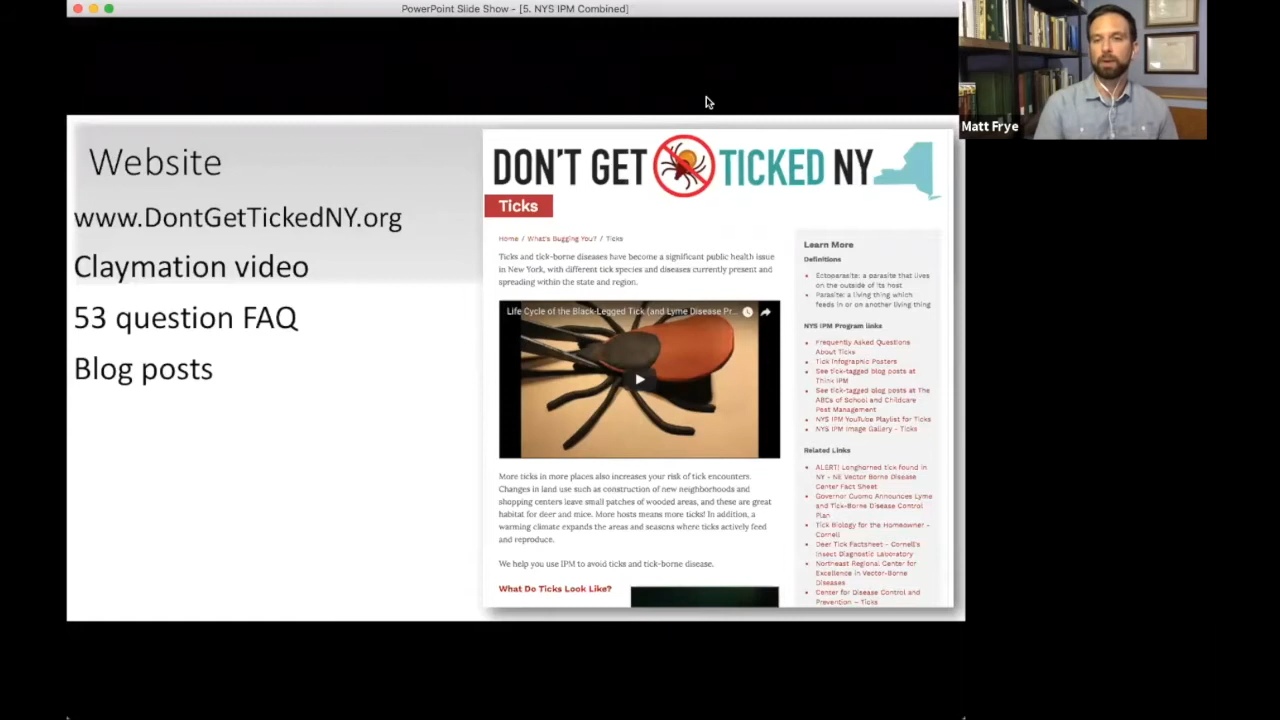 PowerPoint Slide Show - [5. NYS IPM Combined]
Matt Frye
Website
www.DontGetTickedNY.org
Claymation video
53 question FAQ
Blog posts
DON'T GET TICKED NY
Ticks
Home / What's Bugging You? / Ticks
Ticks and tick-borne diseases have become a significant public health issue
in New York, with different tick species and diseases currently present and
spreading within the state and region.
Life Cycle of the Black-Legged Tick (and Lyme Disease Pr...
More ticks in more places also increases your risk of tick encounters.
Changes in land use such as construction of new neighborhoods and
shopping centers leave small patches of wooded areas, and these are great
habitat for deer and mice. More hosts means more ticks! In addition, a
warming climate expands the areas and seasons where ticks actively feed
and reproduce.
We help you use IPM to avoid ticks and tick-borne disease.
What Do Ticks Look Like?
Learn More
Definitions
Ectoparasite: a parasite that lives
on the outside of its host
Parasite: a living thing which
feeds in or on another living thing
NYS IPM Program links
Frequently Asked Questions
About Ticks
Tick Infographic Posters
See tick-tagged blog posts at
Think IPM
See tick-tagged blog posts at The
ABCs of School and Childcare
Pest Management
NYS IPM YouTube Playlist for Ticks
NYS IPM Image Gallery - Ticks
Related Links
ALERT! Longhorned tick found in
NY - NE Vector Borne Disease
Center Fact Sheet
Governor Cuomo Announces Lyme
and Tick-Borne Disease Control
Plan
Tick Biology for the Homeowner -
Cornell
Deer Tick Factsheet - Cornell's
Insect Diagnostic Laboratory
Northeast Regional Center for
Excellence in Vector-Borne
Diseases
Center for Disease Control and
Prevention - Ticks